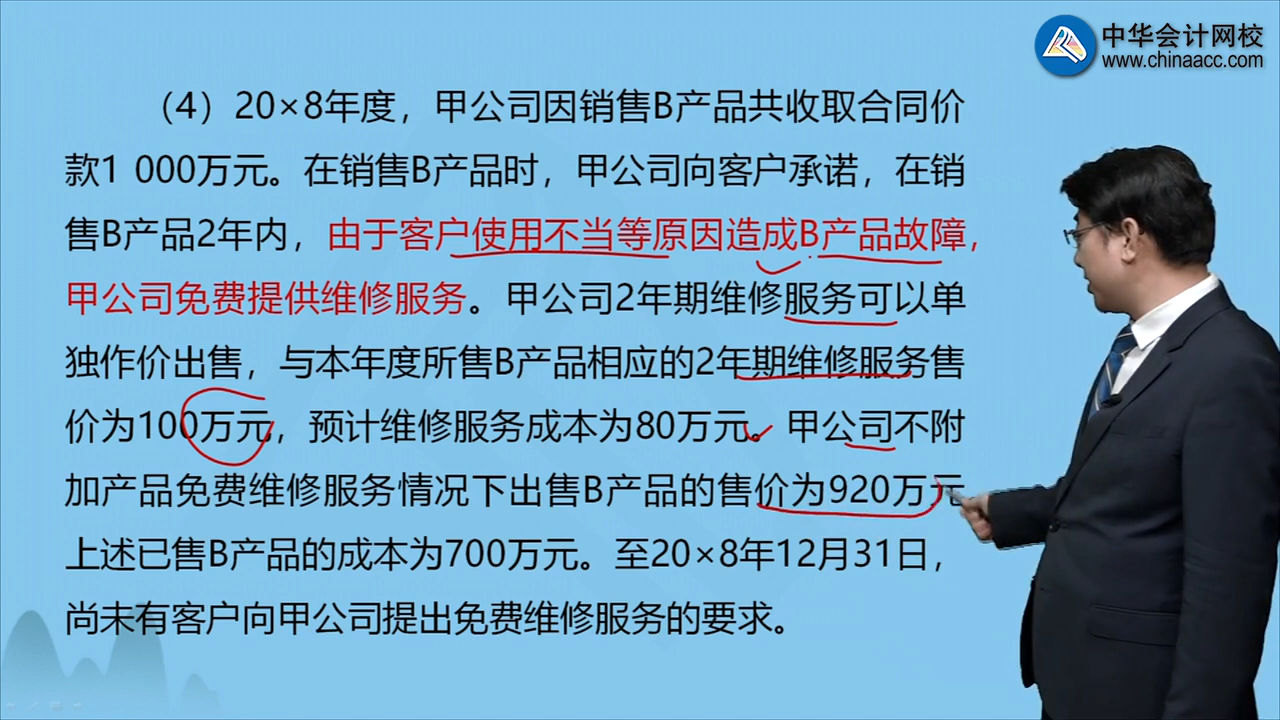 中华会计网校
www.chinaacc.com
（4）20×8年度，甲公司因销售B产品共收取合同价
款1 000万元。在销售B产品时，甲公司向客户承诺，在销
售B产品2年内，由于客户使用不当等原因造成B产品故障，
甲公司免费提供维修服务。甲公司2年期维修服务可以单
独作价出售，与本年度所售B产品相应的2年期维修服务售
价为100万元，预计维修服务成本为80万元。甲公司不附
加产品免费维修服务情况下出售B产品的售价为920万元
上述已售B产品的成本为700万元。至20×8年12月31日，
尚未有客户向甲公司提出免费维修服务的要求。